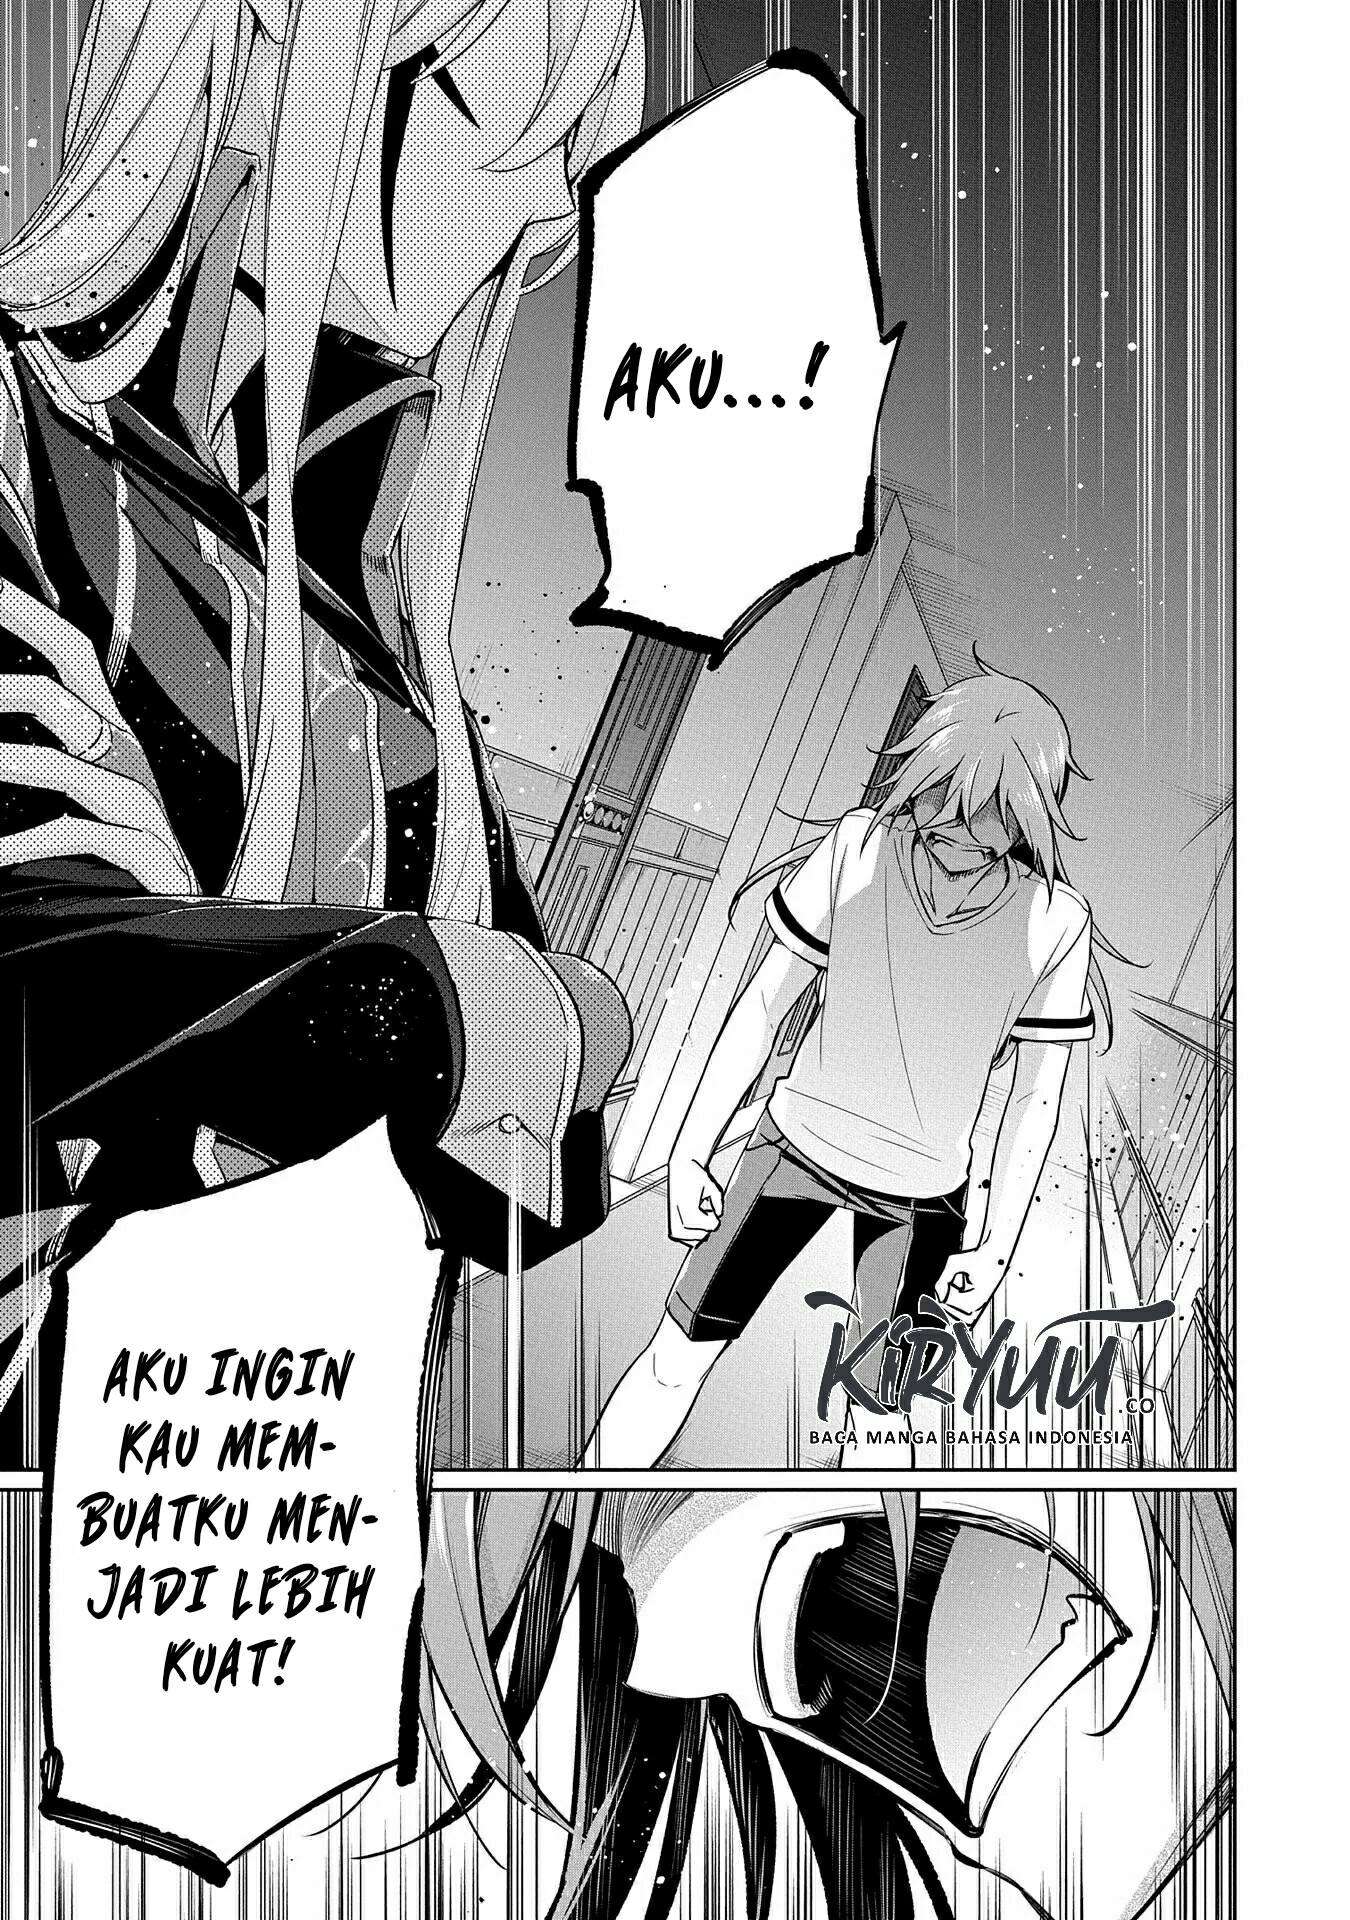 AKU....!
AKU INGIN
KAU MEM-
BUATKU MEN-
JADI LEBIH
KUAT!
KIRYUU.CO
BACA MANGA BAHASA INDONESIA